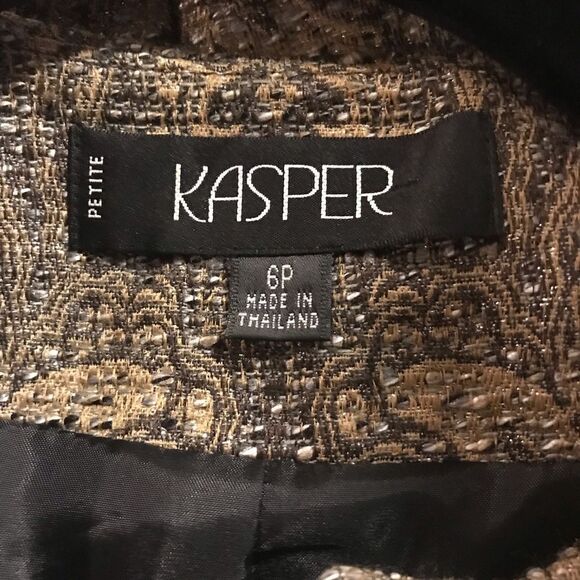 PETITE
KASPER
6P
MADE IN
THAILAND